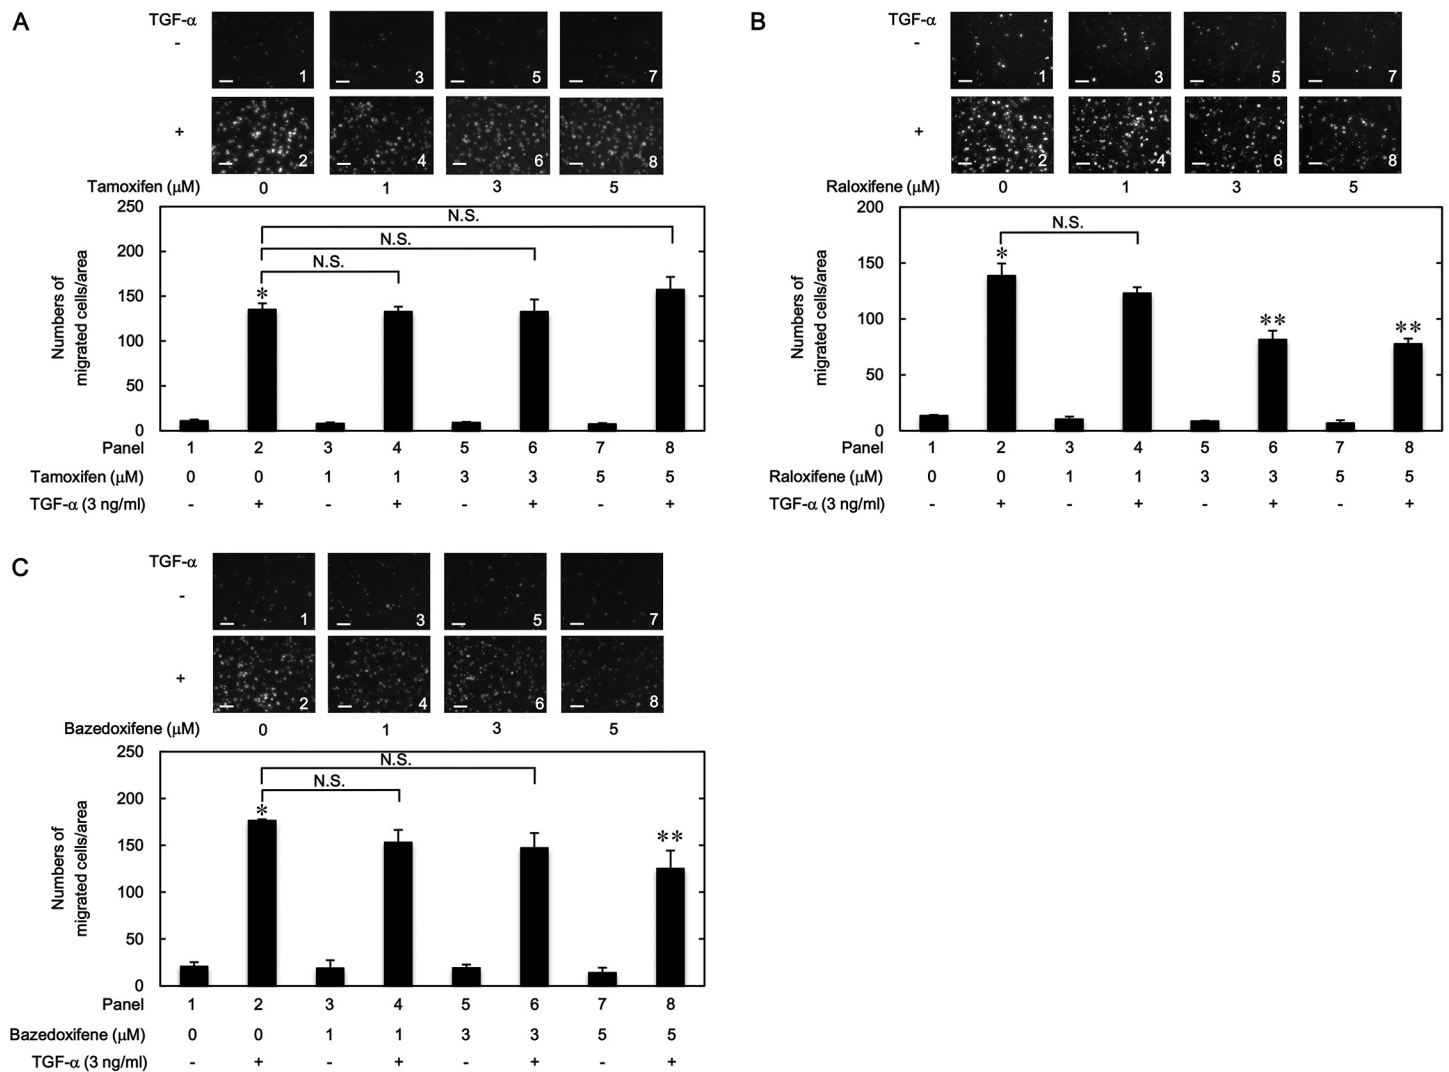 A
TGF-α
-
1 3 5 7
+
2 4 6 8
Tamoxifen (μM) 0 1 3 5
250
200
150
100
50
0
Numbers of
migrated cells/area
N.S.
N.S.
N.S.
*
Panel 1 2 3 4 5 6 7 8
Tamoxifen (μM) 0 0 1 1 3 3 5 5
TGF-α (3 ng/ml) - + - + - + - +
B
TGF-α
-
1 3 5 7
+
2 4 6 8
Raloxifene (μM) 0 1 3 5
200
150
100
50
0
Numbers of
migrated cells/area
N.S.
*
** **
Panel 1 2 3 4 5 6 7 8
Raloxifene (μM) 0 0 1 1 3 3 5 5
TGF-α (3 ng/ml) - + - + - + - +
C
TGF-α
-
1 3 5 7
+
2 4 6 8
Bazedoxifene (μM) 0 1 3 5
250
200
150
100
50
0
Numbers of
migrated cells/area
N.S.
N.S.
*
**
Panel 1 2 3 4 5 6 7 8
Bazedoxifene (μM) 0 0 1 1 3 3 5 5
TGF-α (3 ng/ml) - + - + - + - +